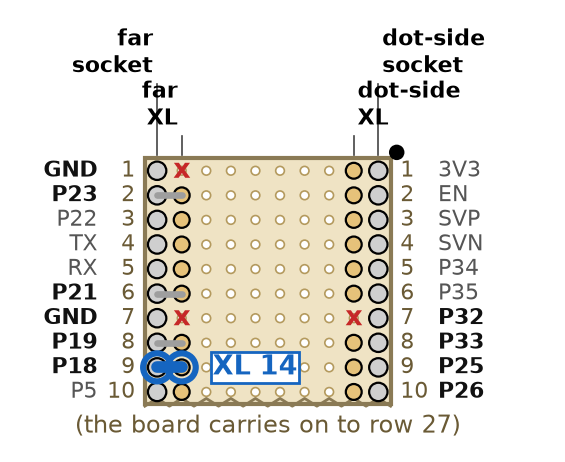 far
socket
dot-side
socket
far
XL
dot-side
XL
GND 1 X 1 3V3
P23 2 2 EN
P22 3 3 SVP
TX 4 4 SVN
RX 5 5 P34
P21 6 6 P35
GND 7 X X 7 P32
P19 8 8 P33
P18 9 XL 14 9 P25
P5 10 10 P26
(the board carries on to row 27)